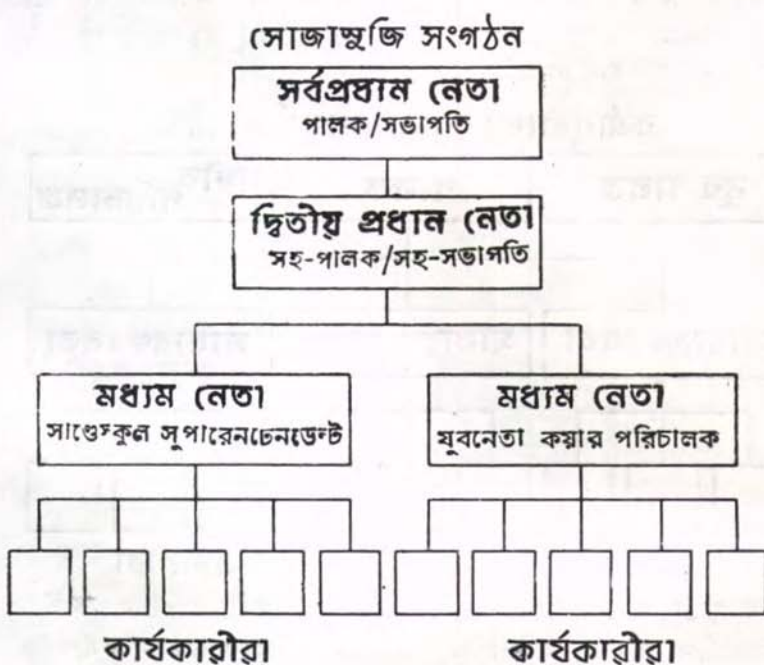 সোজাসুজি সংগঠন
সর্বপ্রধান নেতা
পালক/সভাপতি
দ্বিতীয় প্রধান নেতা
সহ-পালক/সহ-সভাপতি
মধ্যম নেতা
সাণ্ডেস্কুল সুপারেনটেনডেন্ট
মধ্যম নেতা
যুবনেতা কয়ার পরিচালক
কার্যকারীরা
কার্যকারীরা